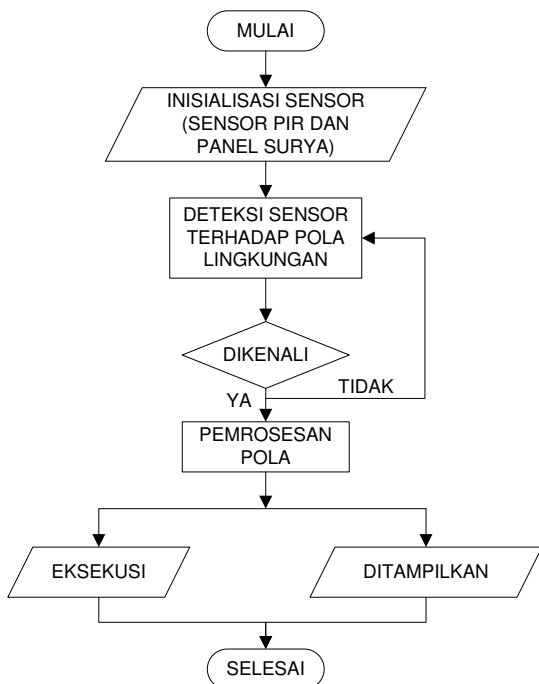 MULAI
INISIALISASI SENSOR
(SENSOR PIR DAN
PANEL SURYA)
DETEKSI SENSOR
TERHADAP POLA
LINGKUNGAN
DIKENALI
TIDAK
YA
PEMROSESAN
POLA
EKSEKUSI
DITAMPILKAN
SELESAI